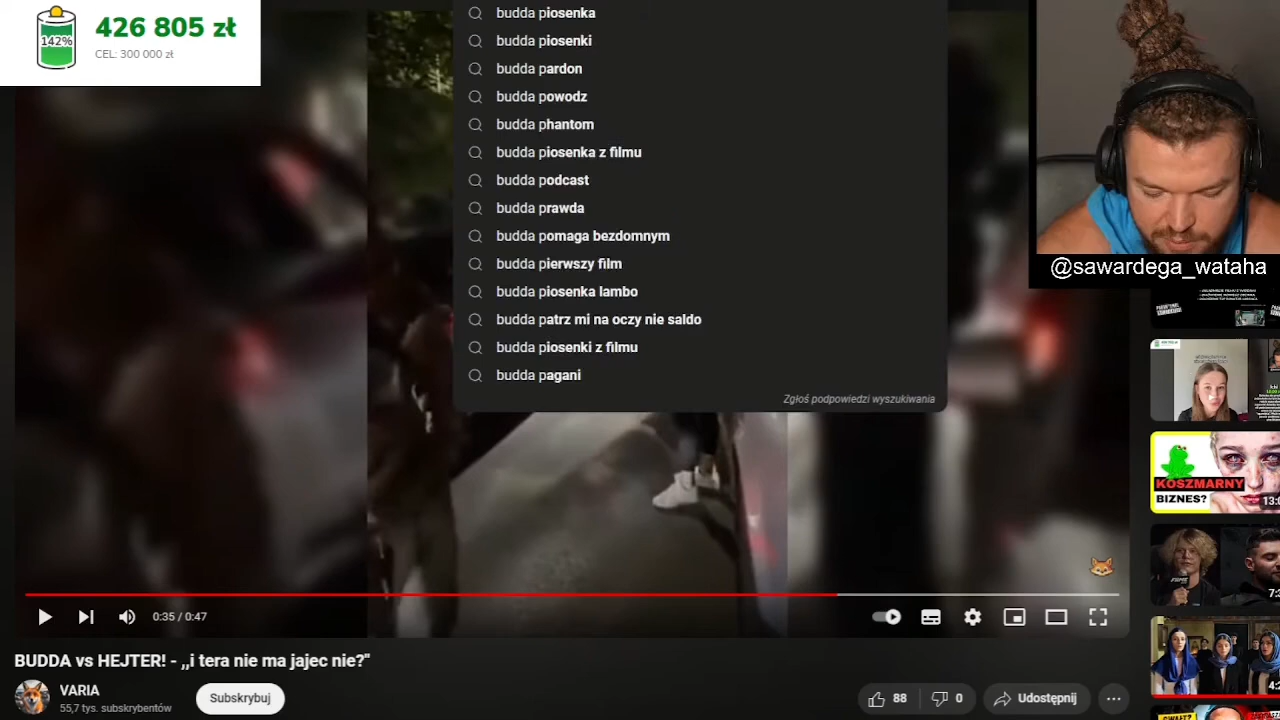 142%
426 805 zł
CEL: 300 000 zł
budda piosenka
budda piosenki
budda pardon
budda powodz
budda phantom
budda piosenka z filmu
budda podcast
budda prawda
budda pomaga bezdomnym
budda pierwszy film
budda piosenka lambo
budda patrz mi na oczy nie saldo
budda piosenki z filmu
budda pagani
Zgłoś podpowiedzi wyszukiwania
@sawardega_wataha
KOSZMARNY
BIZNES?
0:35 / 0:47
BUDDA vs HEJTER! - ,,i tera nie ma jajec nie?"
VARIA
55,7 tys. subskrybentów
Subskrybuj
88
0
Udostępnij